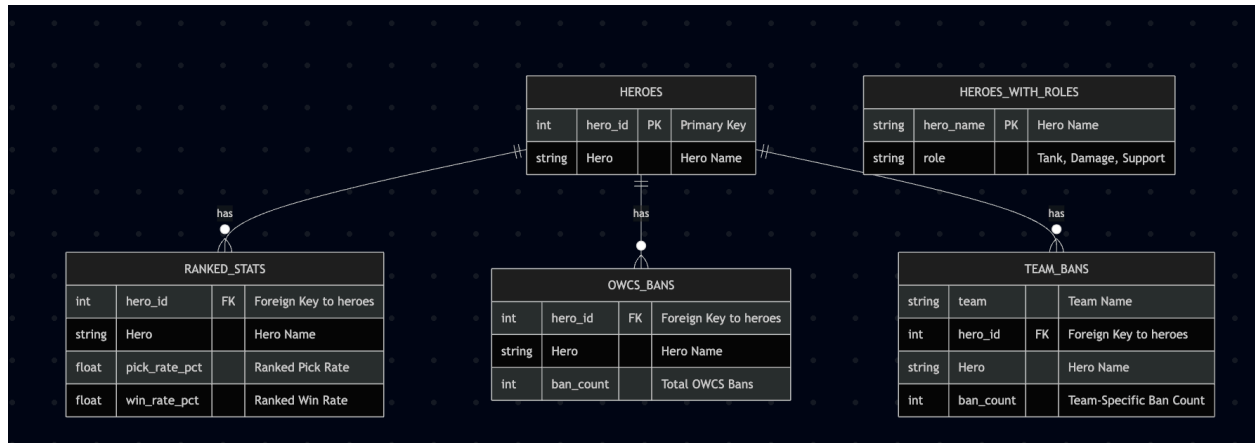 HEROES
int hero_id PK Primary Key
string Hero Hero Name
HEROES_WITH_ROLES
string hero_name PK Hero Name
string role Tank, Damage, Support
has
has
has
RANKED_STATS
int hero_id FK Foreign Key to heroes
string Hero Hero Name
float pick_rate_pct Ranked Pick Rate
float win_rate_pct Ranked Win Rate
OWCS_BANS
int hero_id FK Foreign Key to heroes
string Hero Hero Name
int ban_count Total OWCS Bans
TEAM_BANS
string team Team Name
int hero_id FK Foreign Key to heroes
string Hero Hero Name
int ban_count Team-Specific Ban Count